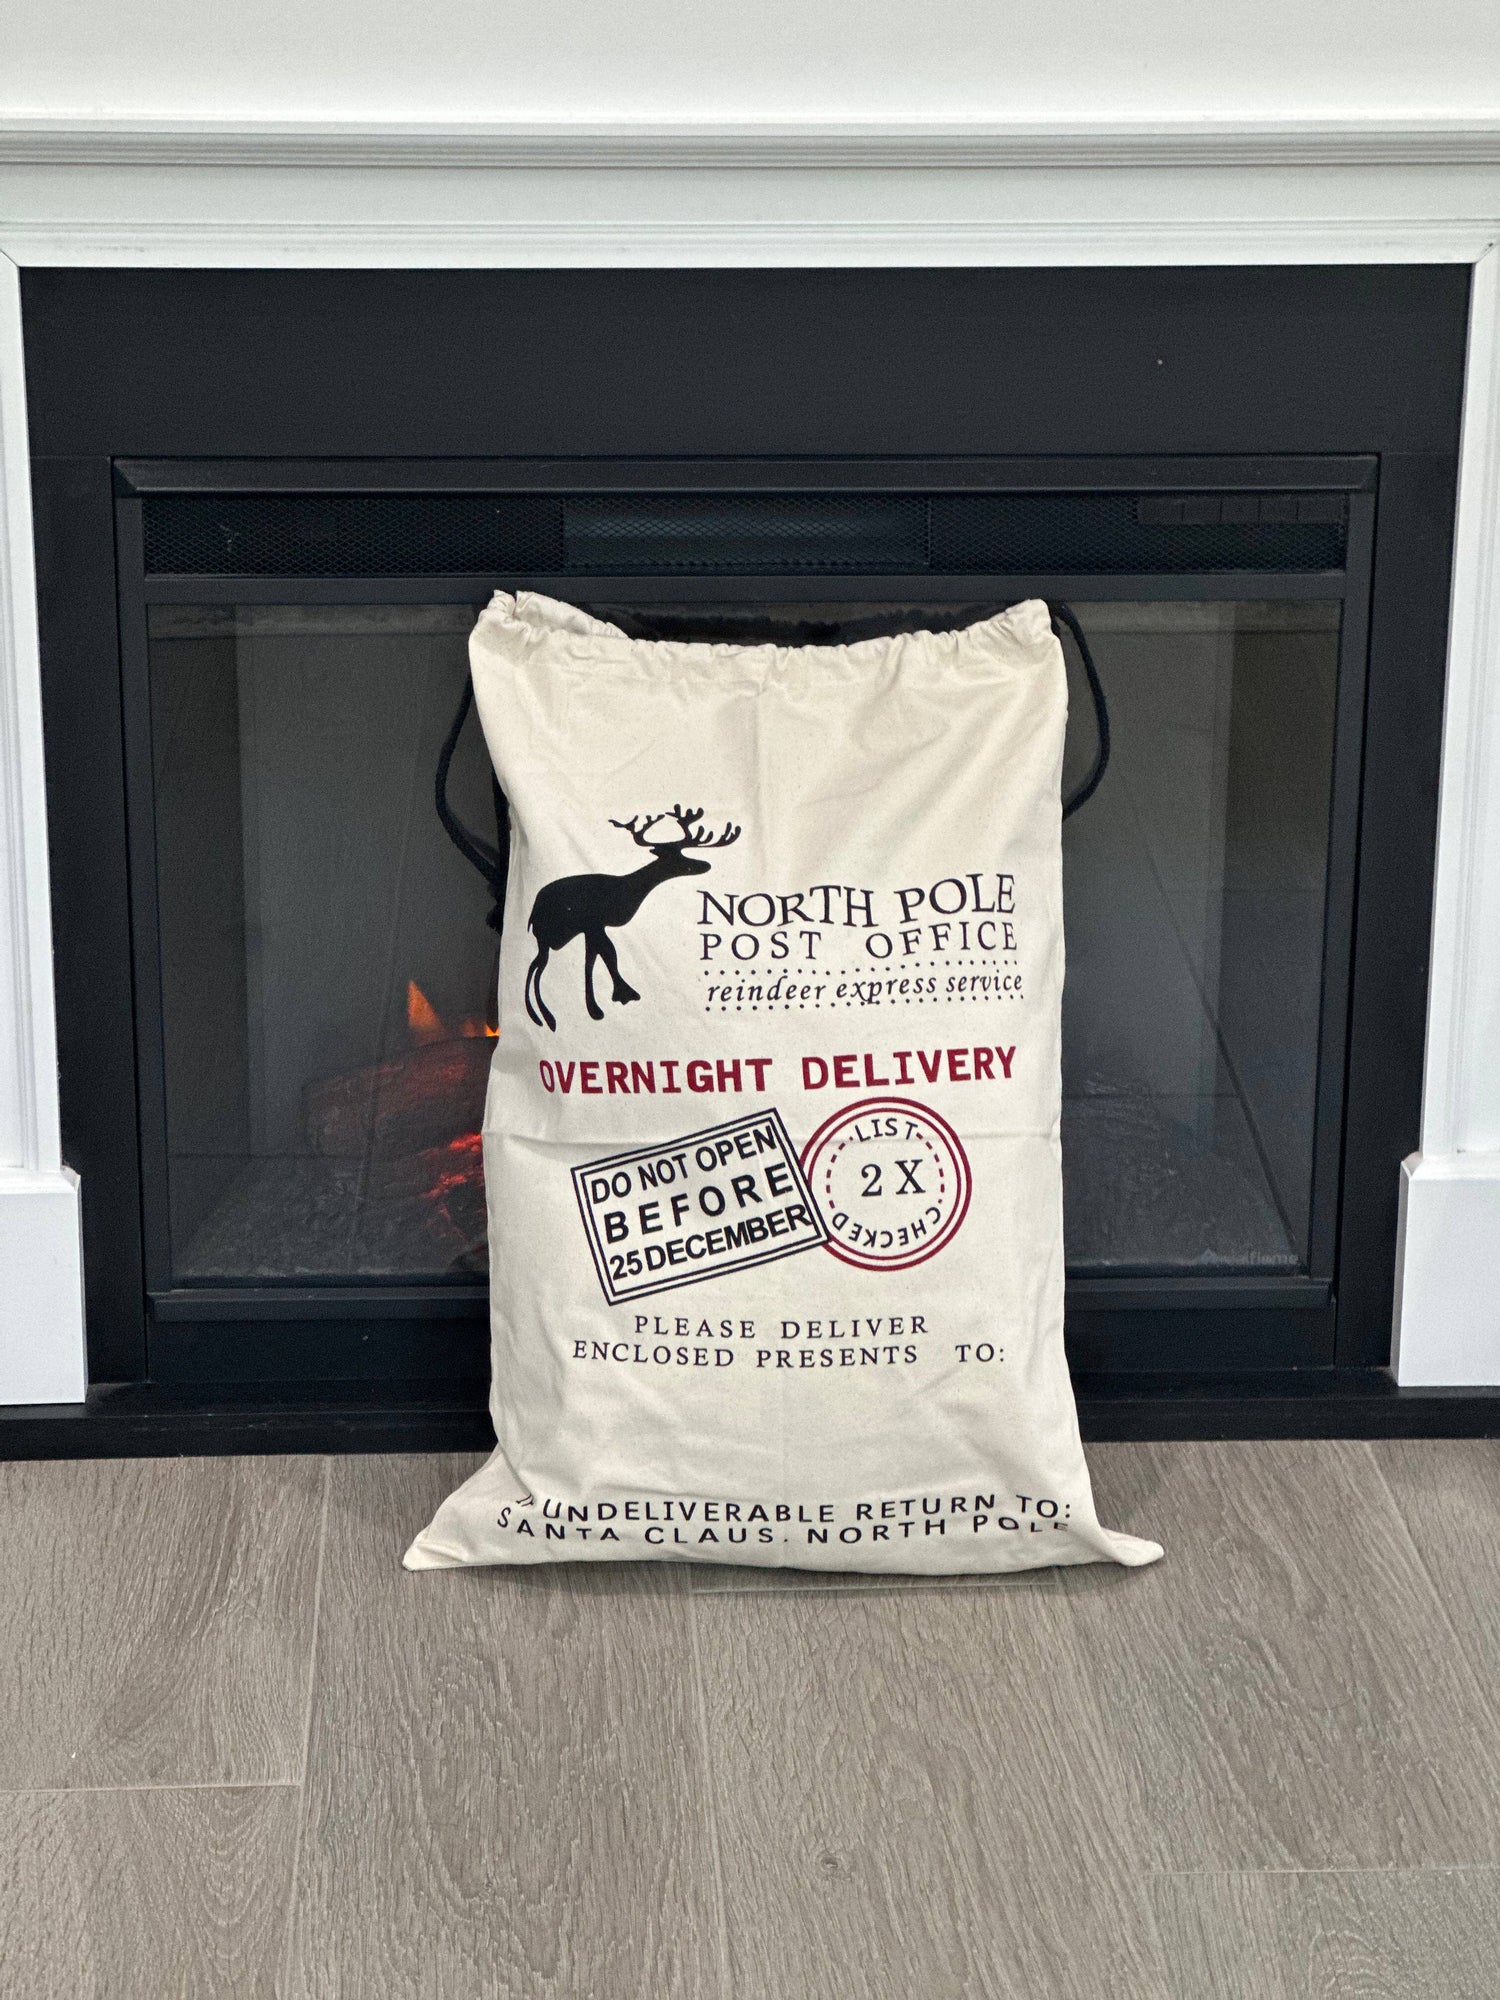 NORTH POLE
POST OFFICE
reindeer express service
OVERNIGHT DELIVERY
DO NOT OPEN
BEFORE
25 DECEMBER
LIST
2 X
CHECKED
PLEASE DELIVER
ENCLOSED PRESENTS TO:
UNDELIVERABLE RETURN TO:
SANTA CLAUS. NORTH POLE